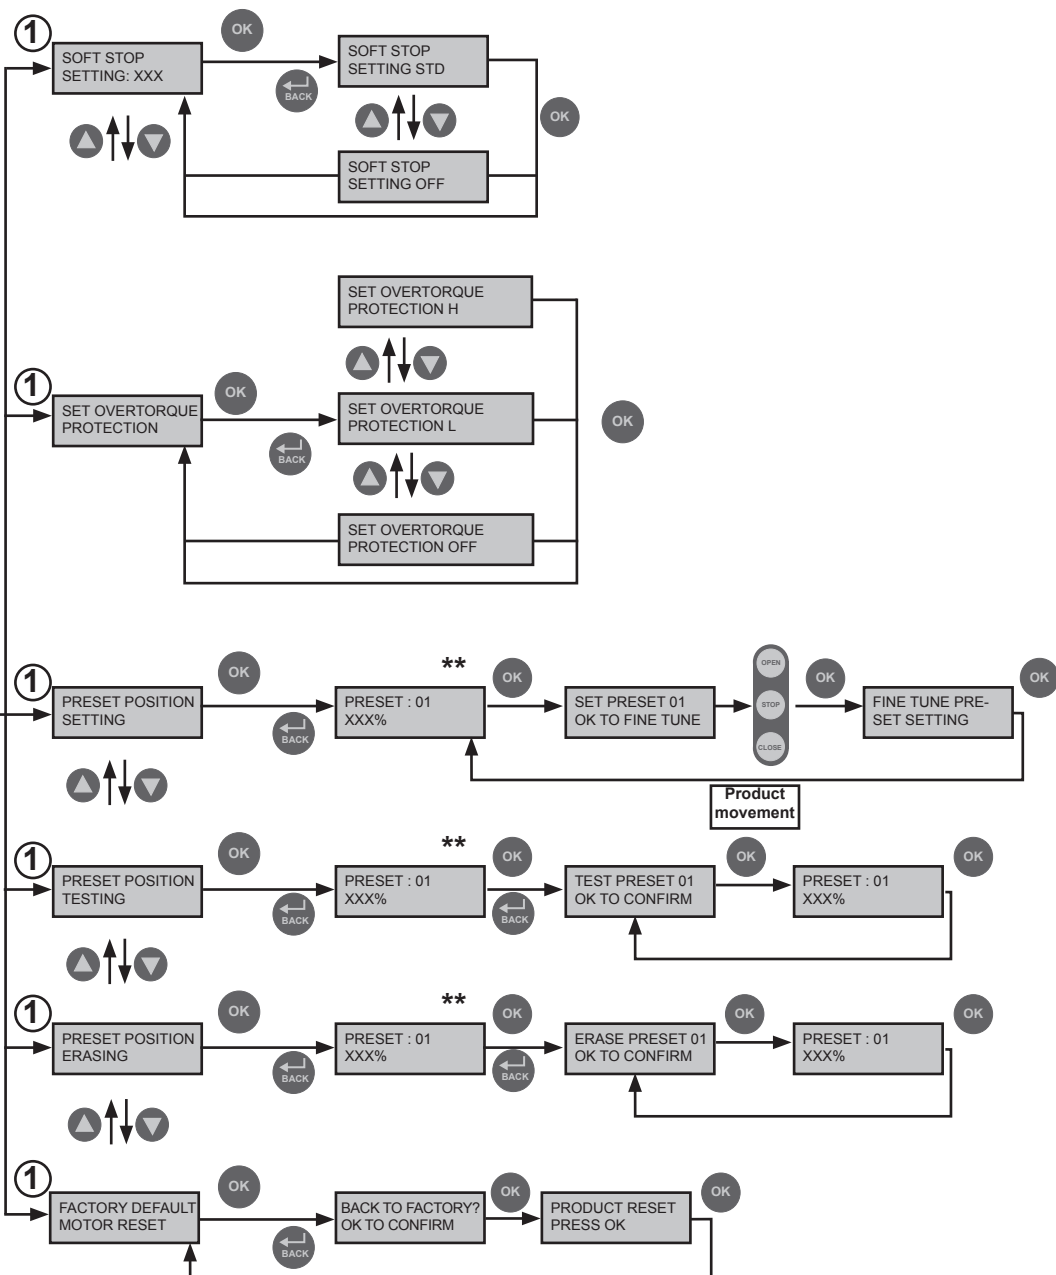 1
OK
SOFT STOP
SETTING: XXX
SOFT STOP
SETTING STD
BACK
OK
SOFT STOP
SETTING OFF
SET OVERTORQUE
PROTECTION H
1
OK
SET OVERTORQUE
PROTECTION
SET OVERTORQUE
PROTECTION L
OK
BACK
SET OVERTORQUE
PROTECTION OFF
1
OK
**
OK
OPEN
STOP
CLOSE
OK
OK
PRESET POSITION
SETTING
PRESET : 01
XXX%
SET PRESET 01
OK TO FINE TUNE
FINE TUNE PRE-
SET SETTING
BACK
Product
movement
1
OK
**
OK
OK
OK
PRESET POSITION
TESTING
PRESET : 01
XXX%
TEST PRESET 01
OK TO CONFIRM
PRESET : 01
XXX%
BACK
BACK
1
OK
**
OK
OK
OK
PRESET POSITION
ERASING
PRESET : 01
XXX%
ERASE PRESET 01
OK TO CONFIRM
PRESET : 01
XXX%
BACK
BACK
1
OK
OK
OK
FACTORY DEFAULT
MOTOR RESET
BACK TO FACTORY?
OK TO CONFIRM
PRODUCT RESET
PRESS OK
BACK